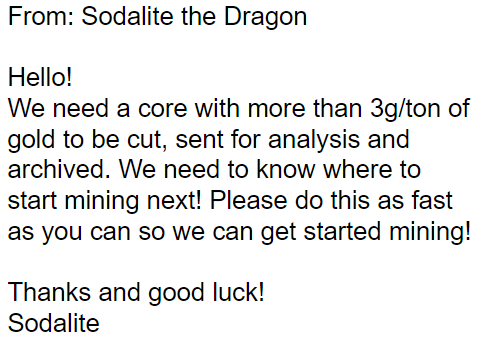 From: Sodalite the Dragon
Hello!
We need a core with more than 3g/ton of
gold to be cut, sent for analysis and
archived. We need to know where to
start mining next! Please do this as fast
as you can so we can get started mining!
Thanks and good luck!
Sodalite